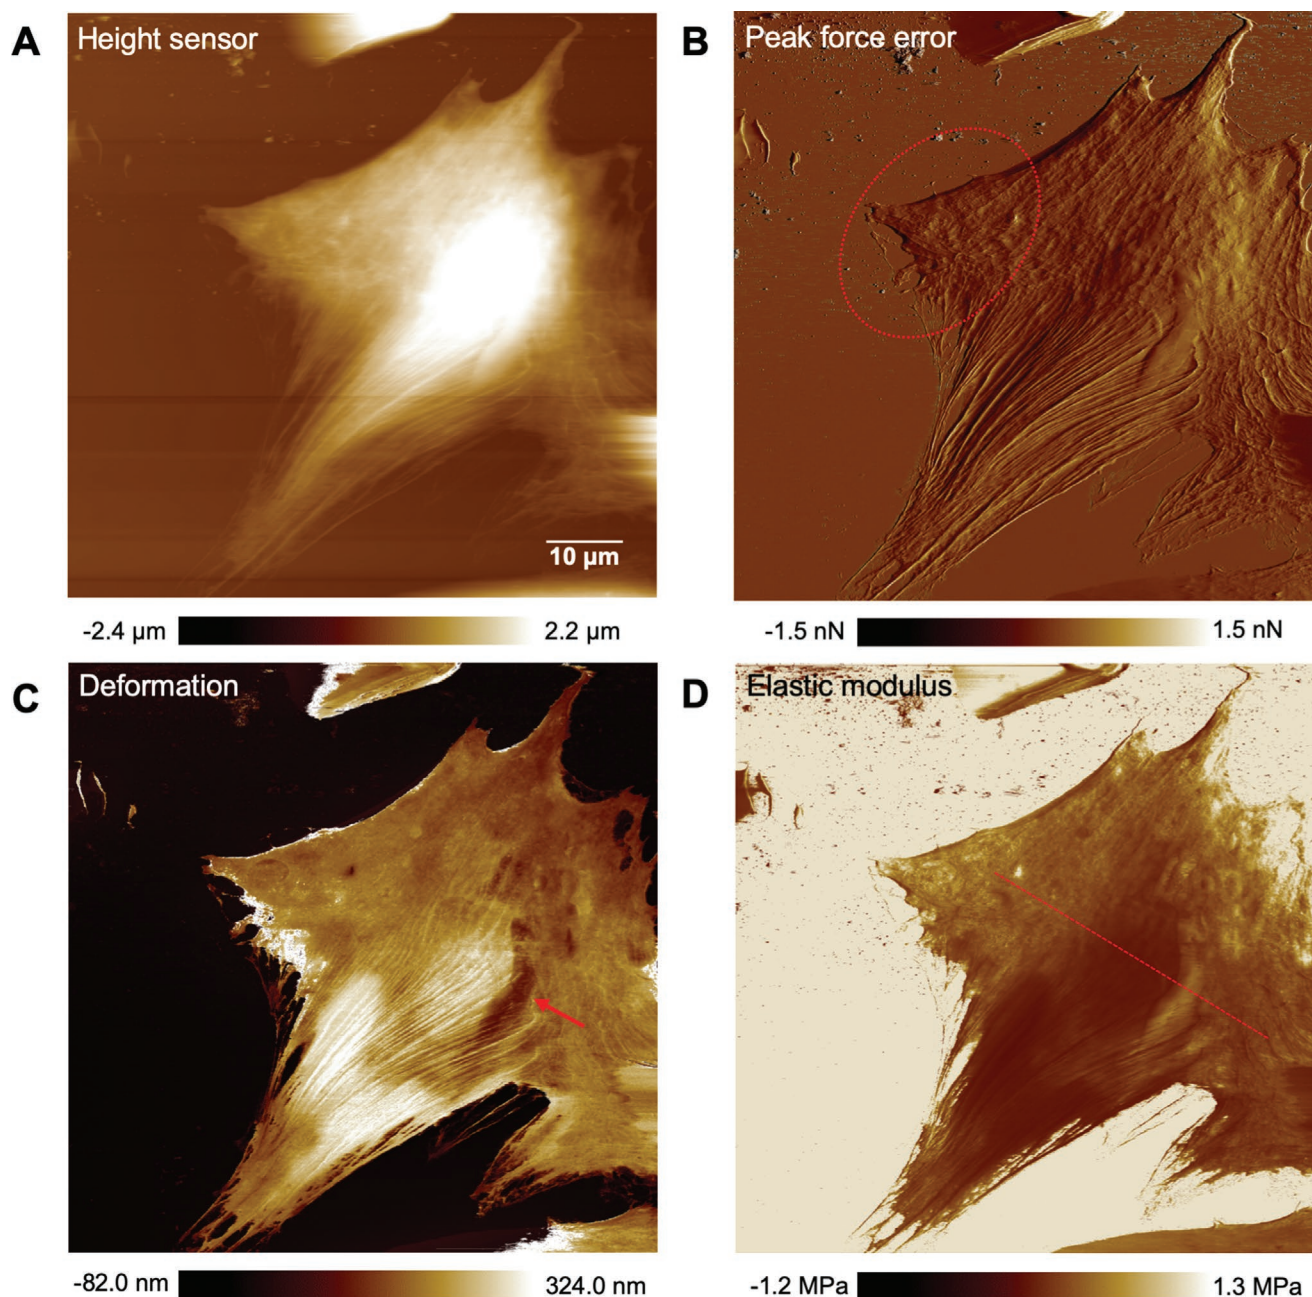 A Height sensor
B Peak force error
10 µm
-2.4 µm 2.2 µm
-1.5 nN 1.5 nN
C Deformation
D Elastic modulus
-82.0 nm 324.0 nm
-1.2 MPa 1.3 MPa